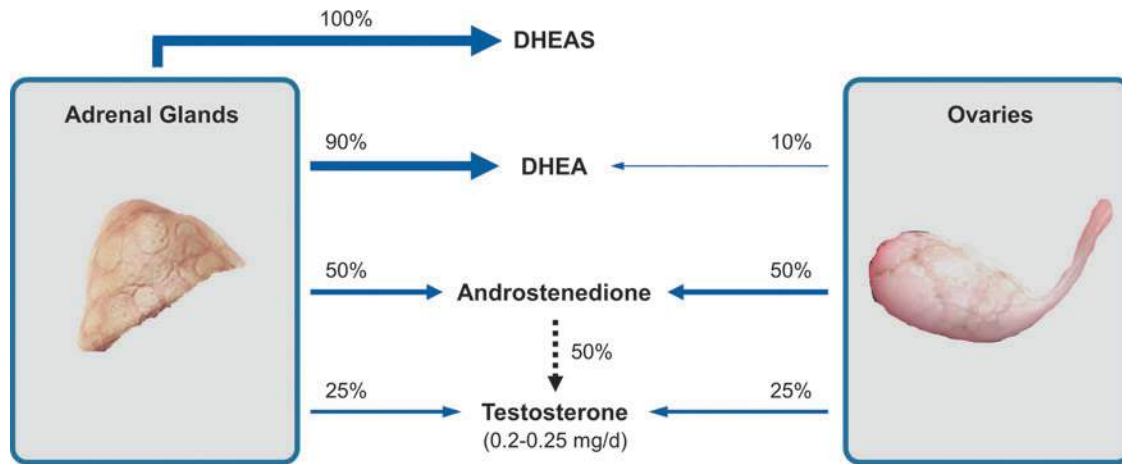 100%
DHEAS
Adrenal Glands
Ovaries
90%
DHEA
10%
50%
Androstenedione
50%
50%
25%
Testosterone
25%
(0.2-0.25 mg/d)